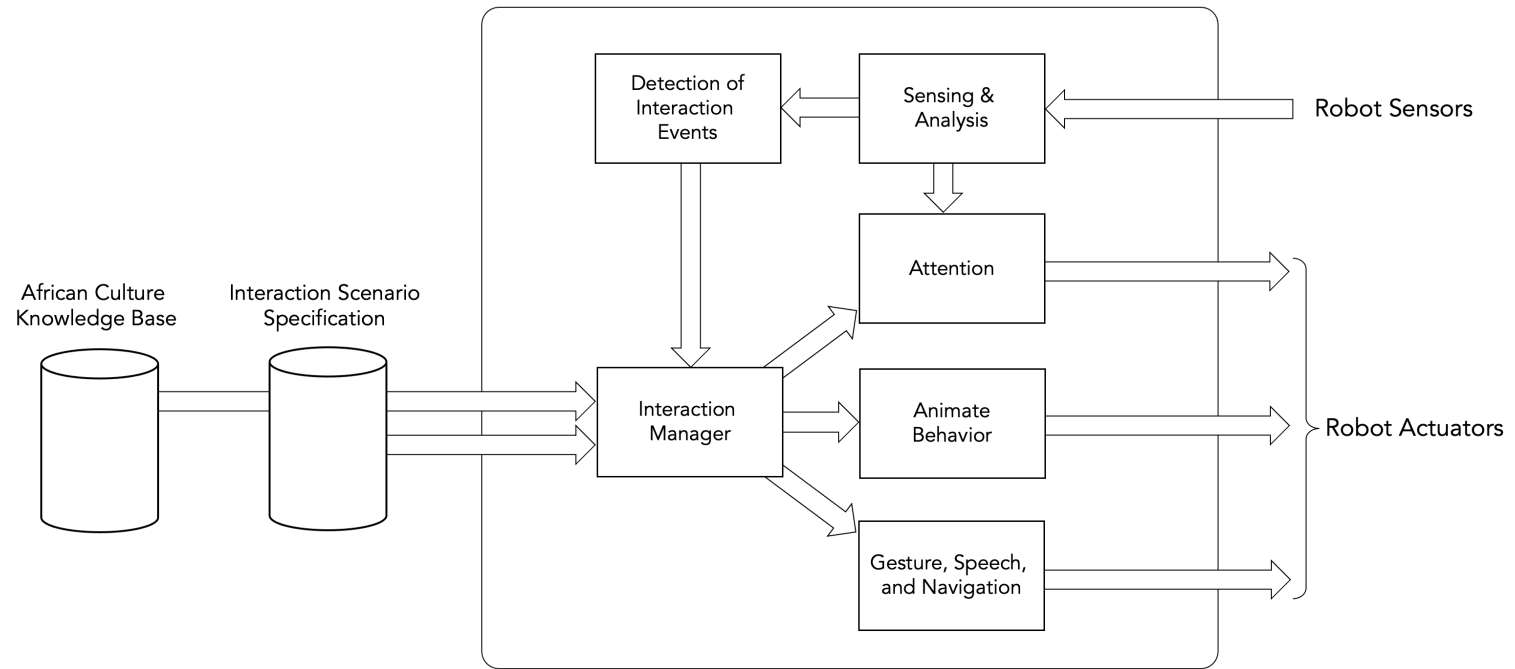 Detection of
Interaction
Events
Sensing &
Analysis
Robot Sensors
Attention
African Culture
Knowledge Base
Interaction Scenario
Specification
Interaction
Manager
Animate
Behavior
Robot Actuators
Gesture, Speech,
and Navigation